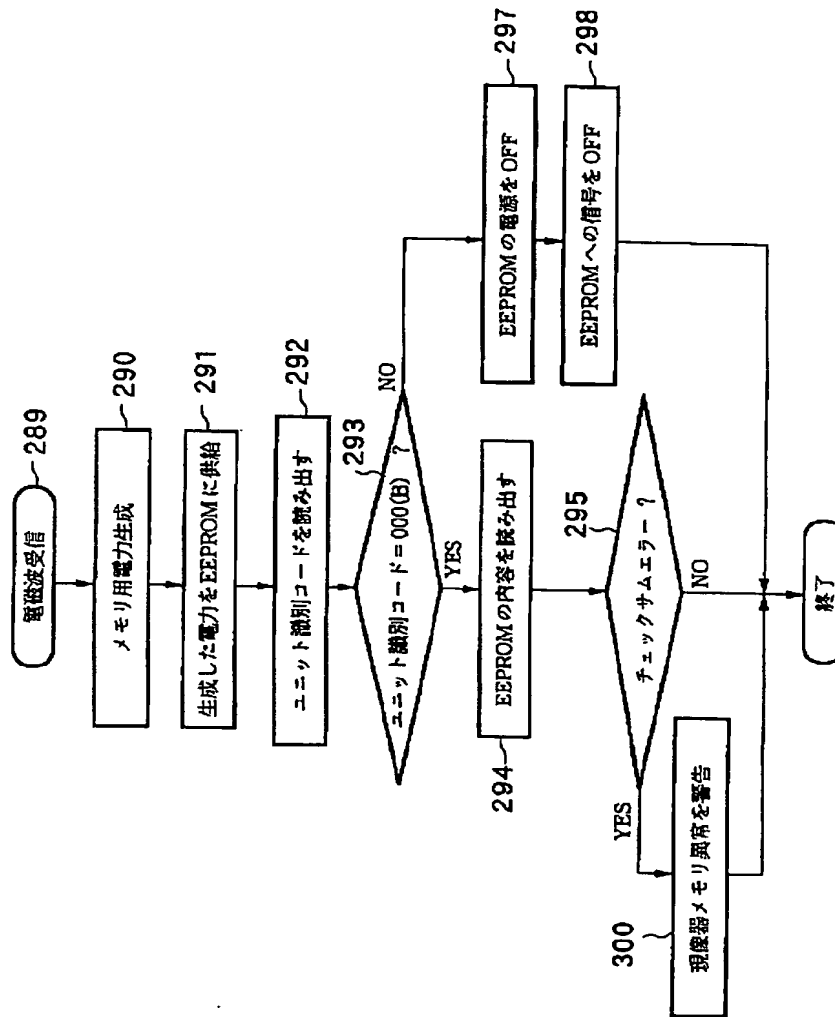 電磁波受信
289
メモリ用電力生成
290
生成した電力をEEPROMに供給
291
ユニット識別コードを読み出す
292
ユニット識別コード=000(B) ?
293
NO
YES
EEPROMの電源をOFF
297
EEPROMへの信号をOFF
298
EEPROMの内容を読み出す
294
チェックサムエラー?
295
YES
NO
現像器メモリ異常を警告
300
終了